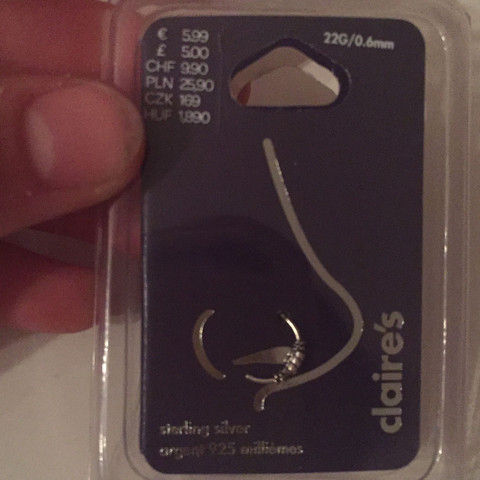 € 5.99
£ 5.00
CHF 9.90
PLN 25.90
CZK 169
HUF 1,890
22G/0.6mm
claire's
sterling silver
argent 925 millièmes